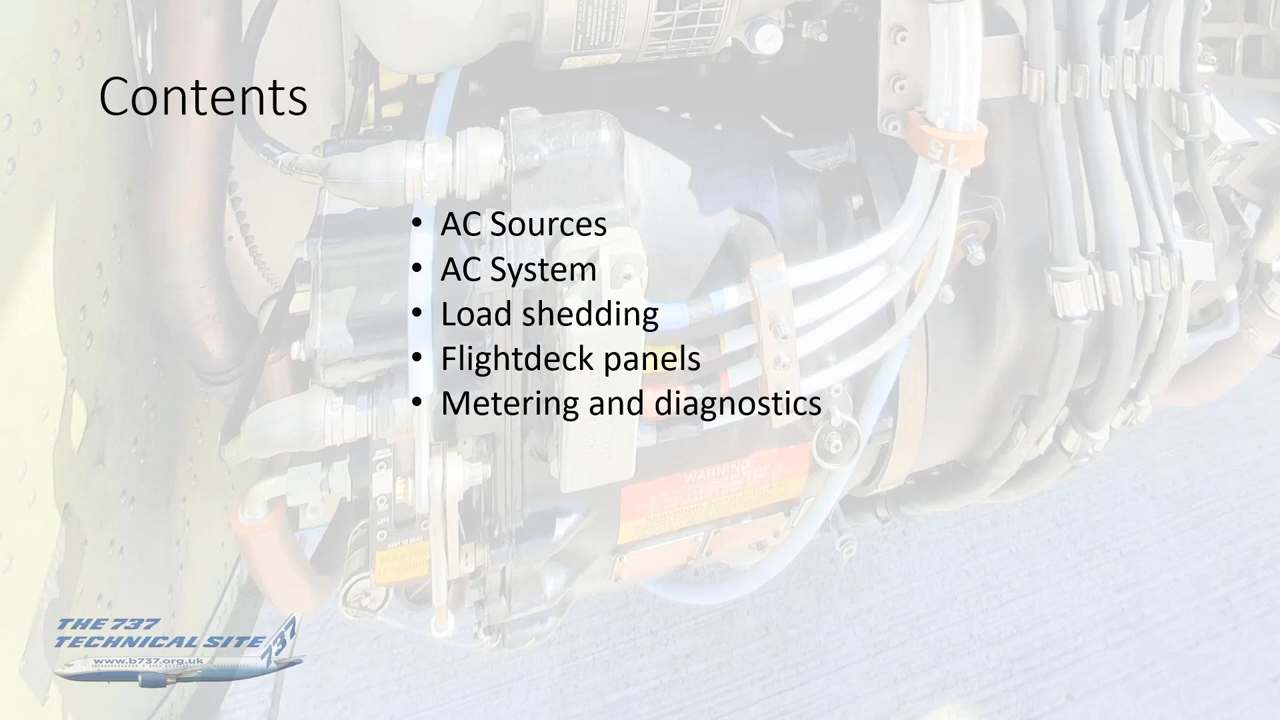 Contents
• AC Sources
• AC System
• Load shedding
• Flightdeck panels
• Metering and diagnostics
15
WARNING
THE 737
TECHNICAL SITE
737
www.b737.org.uk